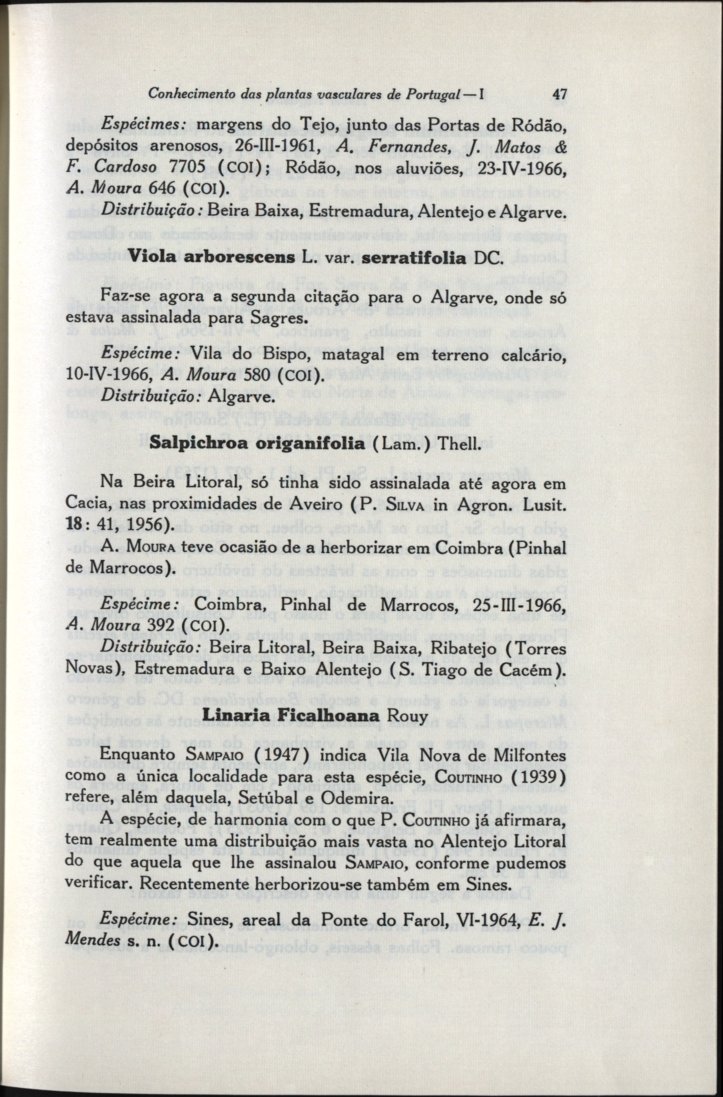 Conhecimento das plantas vasculares de Portugal — I 47
Espécimes: margens do Tejo, junto das Portas de Ródão,
depósitos arenosos, 26-III-1961, A. Fernandes, J. Matos &
F. Cardoso 7705 (COI); Ródão, nos aluviões, 23-IV-1966,
A. Moura 646 (COI).
Distribuição: Beira Baixa, Estremadura, Alentejo e Algarve.
Viola arborescens L. var. serratifolia DC.
Faz-se agora a segunda citação para o Algarve, onde só
estava assinalada para Sagres.
Espécime: Vila do Bispo, matagal em terreno calcário,
10-IV-1966, A. Moura 580 (COI).
Distribuição: Algarve.
Salpichroa origanifolia (Lam.) Thell.
Na Beira Litoral, só tinha sido assinalada até agora em
Cacia, nas proximidades de Aveiro (P. SILVA in Agron. Lusit.
18: 41, 1956).
A. MOURA teve ocasião de a herborizar em Coimbra (Pinhal
de Marrocos).
Espécime: Coimbra, Pinhal de Marrocos, 25-III-1966,
A. Moura 392 (COI).
Distribuição: Beira Litoral, Beira Baixa, Ribatejo (Torres
Novas), Estremadura e Baixo Alentejo (S. Tiago de Cacém).
Linaria Ficalhoana Rouy
Enquanto SAMPAIO (1947) indica Vila Nova de Milfontes
como a única localidade para esta espécie, COUTINHO (1939)
refere, além daquela, Setúbal e Odemira.
A espécie, de harmonia com o que P. COUTINHO já afirmara,
tem realmente uma distribuição mais vasta no Alentejo Litoral
do que aquela que lhe assinalou SAMPAIO, conforme pudemos
verificar. Recentemente herborizou-se também em Sines.
Espécime: Sines, areal da Ponte do Farol, VI-1964, E. J.
Mendes s. n. (COI).